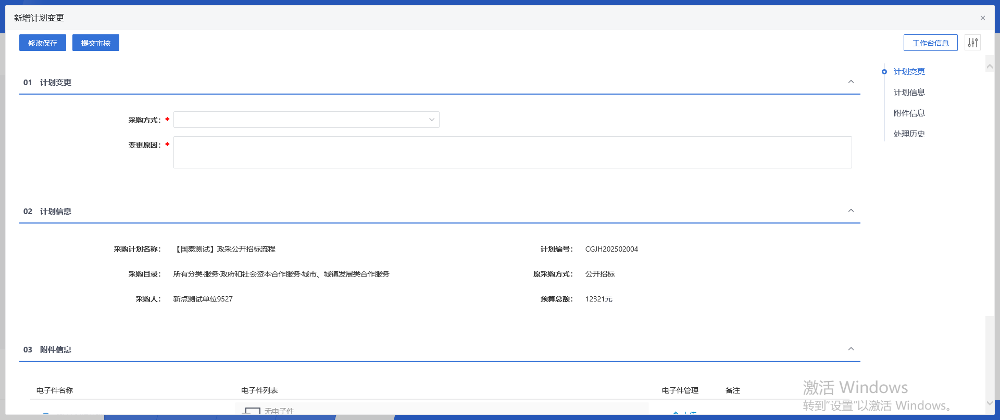 新增计划变更
修改保存 提交审核 工作台信息
01 计划变更
采购方式：*
变更原因：*
计划变更
计划信息
附件信息
处理历史
02 计划信息
采购计划名称： 【国泰测试】政采公开招标流程 计划编号： CGJH202502004
采购目录： 所有分类·服务·政府和社会资本合作服务·城市、城镇发展类合作服务 原采购方式： 公开招标
采购人： 新点测试单位9527 预算总额： 12321元
03 附件信息
电子件名称 电子件列表 电子件管理 备注
无电子件 上传
激活 Windows
转到“设置”以激活 Windows。